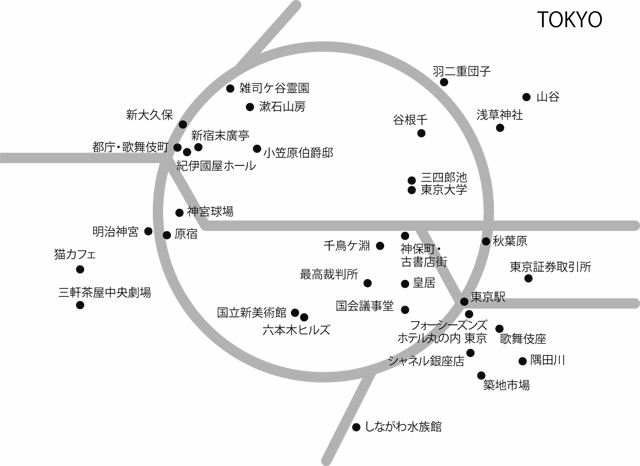 TOKYO
羽二重団子
雑司ケ谷霊園
山谷
漱石山房
新大久保
谷根千
浅草神社
新宿末廣亭
都庁・歌舞伎町
小笠原伯爵邸
紀伊國屋ホール
三四郎池
東京大学
神宮球場
明治神宮
原宿
千鳥ケ淵
神保町・
古書店街
秋葉原
猫カフェ
最高裁判所
皇居
東京証券取引所
三軒茶屋中央劇場
東京駅
国会議事堂
国立新美術館
六本木ヒルズ
フォーシーズンズ
ホテル丸の内 東京
歌舞伎座
シャネル銀座店
隅田川
築地市場
しながわ水族館